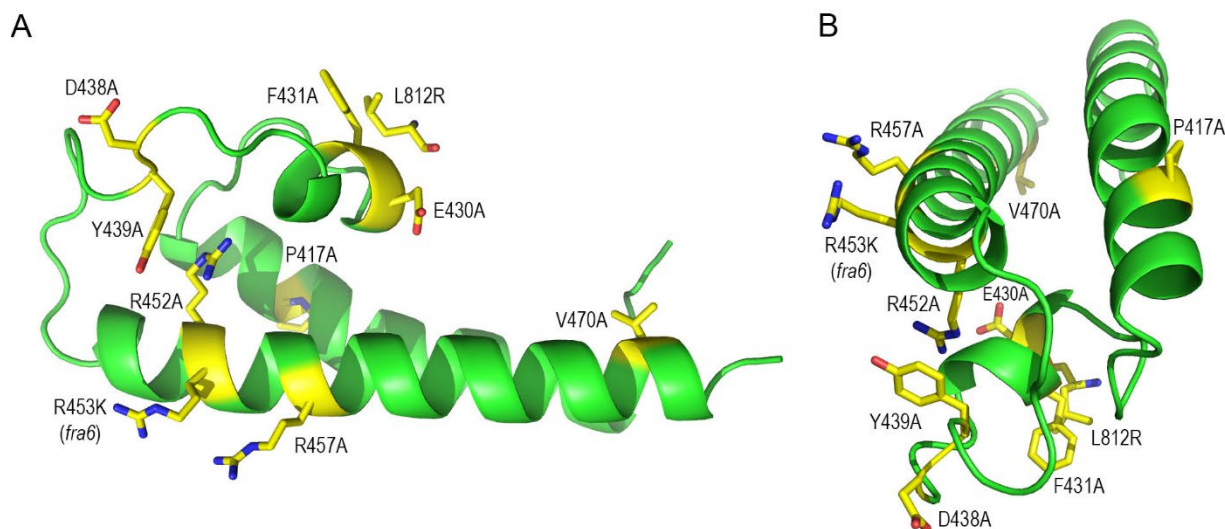 A
D438A
F431A
L812R
E430A
Y439A
P417A
R452A
V470A
R453K
(fra6)
R457A
B
P417A
R457A
V470A
R453K
(fra6)
R452A
E430A
Y439A
L812R
F431A
D438A